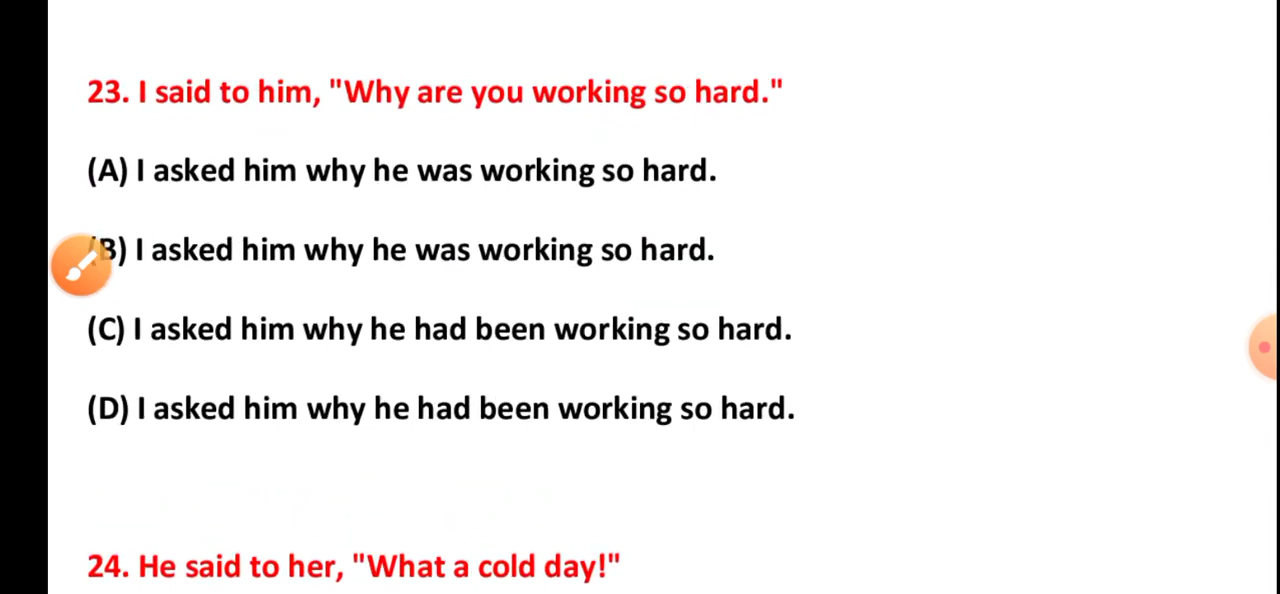 23. I said to him, "Why are you working so hard."
(A) I asked him why he was working so hard.
(B) I asked him why he was working so hard.
(C) I asked him why he had been working so hard.
(D) I asked him why he had been working so hard.
24. He said to her, "What a cold day!"